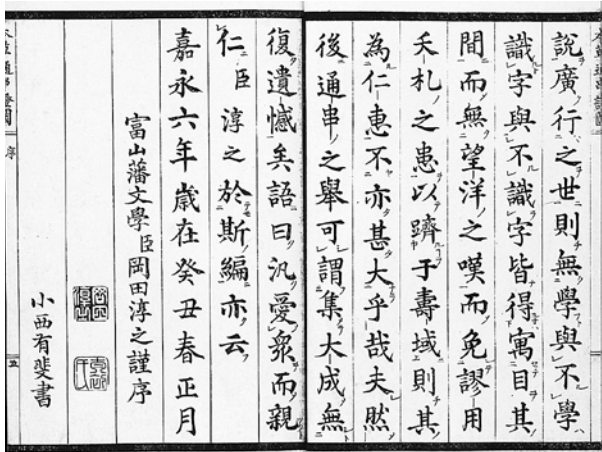 說廣行之世則無學與不學
識字與不識字皆得寓目其
間而無望洋之嘆而免謬用
夭札之患以躋于壽域則其
為仁惠不亦甚大乎哉夫然
後通串之舉可謂集大成無
復遺憾矣語曰汎愛衆而親
仁臣淳之於斯編亦云
嘉永六年歳在癸丑春正月
富山藩文學臣岡田淳之謹序
小西有斐書
序
五